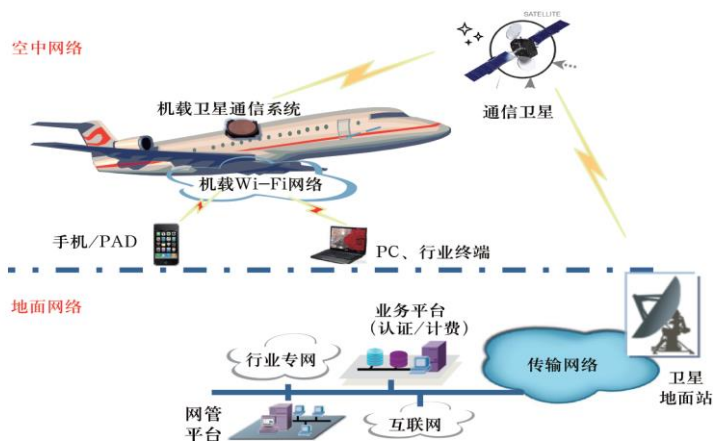 SATELLITE
空中网络
机载卫星通信系统
通信卫星
机载Wi-Fi网络
手机/PAD
PC、行业终端
地面网络
业务平台
(认证/计费)
行业专网
传输网络
卫星
地面站
网管
平台
互联网